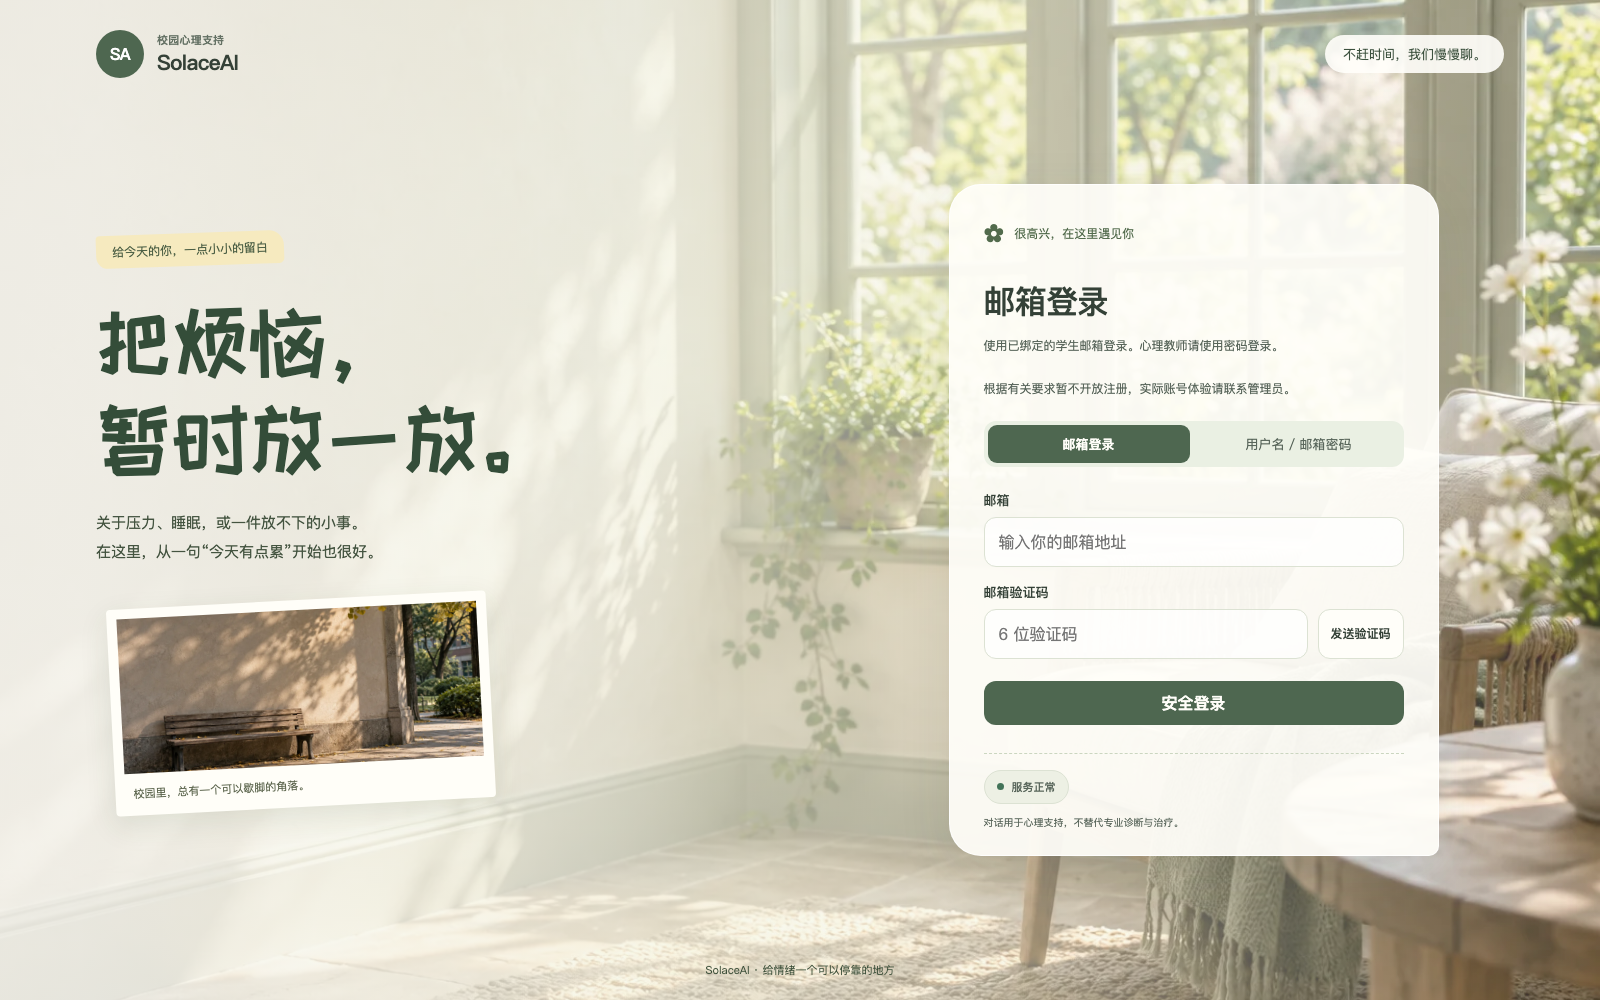 SA
校园心理支持
SolaceAI
不赶时间，我们慢慢聊。
给今天的你，一点小小的留白
把烦恼，
暂时放一放。
关于压力、睡眠，或一件放不下的小事。
在这里，从一句“今天有点累”开始也很好。
校园里，总有一个可以歇脚的角落。
很高兴，在这里遇见你
邮箱登录
使用已绑定的学生邮箱登录。心理教师请使用密码登录。
根据有关要求暂不开放注册，实际账号体验请联系管理员。
邮箱登录
用户名 / 邮箱密码
邮箱
输入你的邮箱地址
邮箱验证码
6 位验证码
发送验证码
安全登录
服务正常
对话用于心理支持，不替代专业诊断与治疗。
SolaceAI · 给情绪一个可以停靠的地方